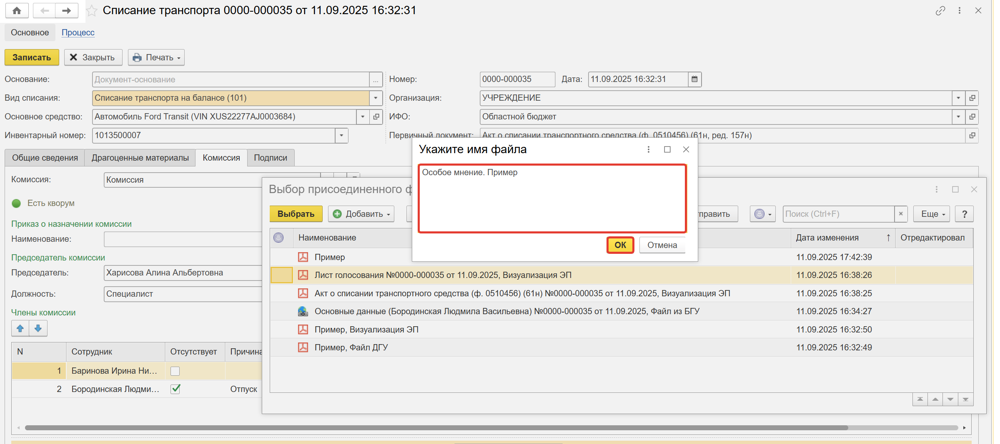 Списание транспорта 0000-000035 от 11.09.2025 16:32:31
Основное Процесс
Записать Закрыть Печать
Основание: Документ-основание ... Номер: 0000-000035 Дата: 11.09.2025 16:32:31
Вид списания: Списание транспорта на балансе (101) Организация: УЧРЕЖДЕНИЕ
Основное средство: Автомобиль Ford Transit (VIN XUS22277AJ0003684) ИФО: Областной бюджет
Инвентарный номер: 1013500007 Первичный документ: Акт о списании транспортного средства (ф. 0510456) (61н, ред. 157н)
Общие сведения Драгоценные материалы Комиссия Подписи
Комиссия: Комиссия
Есть кворум
Приказ о назначении комиссии
Наименование:
Председатель комиссии
Председатель: Харисова Алина Альбертовна
Должность: Специалист
Члены комиссии
N Сотрудник Отсутствует Причина
1 Баринова Ирина Ни...
2 Бородинская Людми... Отпуск
Укажите имя файла
Особое мнение. Пример
ОК Отмена
Выбор присоединенного ф
Выбрать Добавить править Поиск (Ctrl+F) × Еще ?
Наименование Дата изменения ↑ Отредактировал
Пример 11.09.2025 17:42:39
Лист голосования №0000-000035 от 11.09.2025, Визуализация ЭП 11.09.2025 16:38:26
Акт о списании транспортного средства (ф. 0510456) (61н) №0000-000035 от 11.09.2025, Визуализация ЭП 11.09.2025 16:38:25
Основные данные (Бородинская Людмила Васильевна) №0000-000035 от 11.09.2025, Файл из БГУ 11.09.2025 16:34:27
Пример, Визуализация ЭП 11.09.2025 16:32:50
Пример, Файл ДГУ 11.09.2025 16:32:49